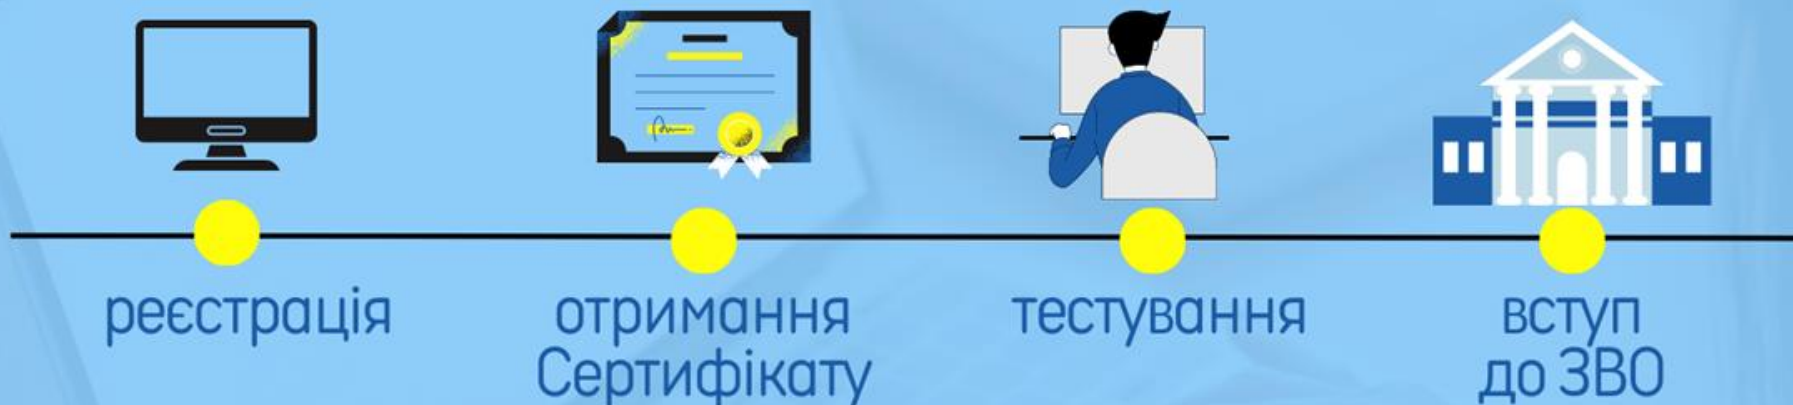 реєстрація
отримання
Сертифікату
тестування
вступ
до ЗВО